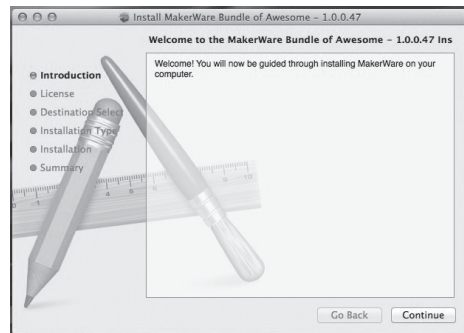 Install MakerWare Bundle of Awesome – 1.0.0.47
Welcome to the MakerWare Bundle of Awesome – 1.0.0.47 Ins
Introduction
License
Destination Select
Installation Type
Installation
Summary
Welcome! You will now be guided through installing MakerWare on your
computer.
Go Back
Continue